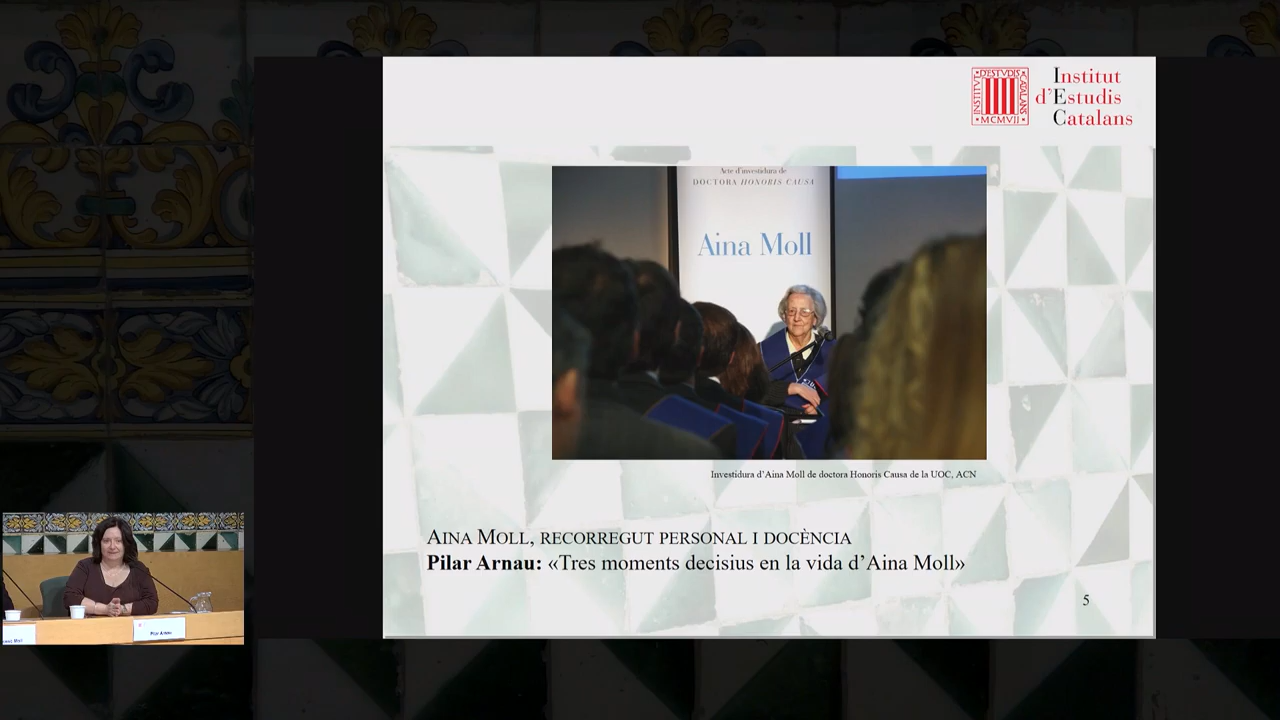 INSTITVT
D'ESTVDIS
CATALANS
MCMVII
Institut
d'Estudis
Catalans
Acte d'investidura de
DOCTORA HONORIS CAUSA
Aina Moll
Investidura d'Aina Moll de doctora Honoris Causa de la UOC, ACN
AINA MOLL, RECORREGUT PERSONAL I DOCÈNCIA
Pilar Arnau: «Tres moments decisius en la vida d'Aina Moll»
5
Moll
Pilar Arnau